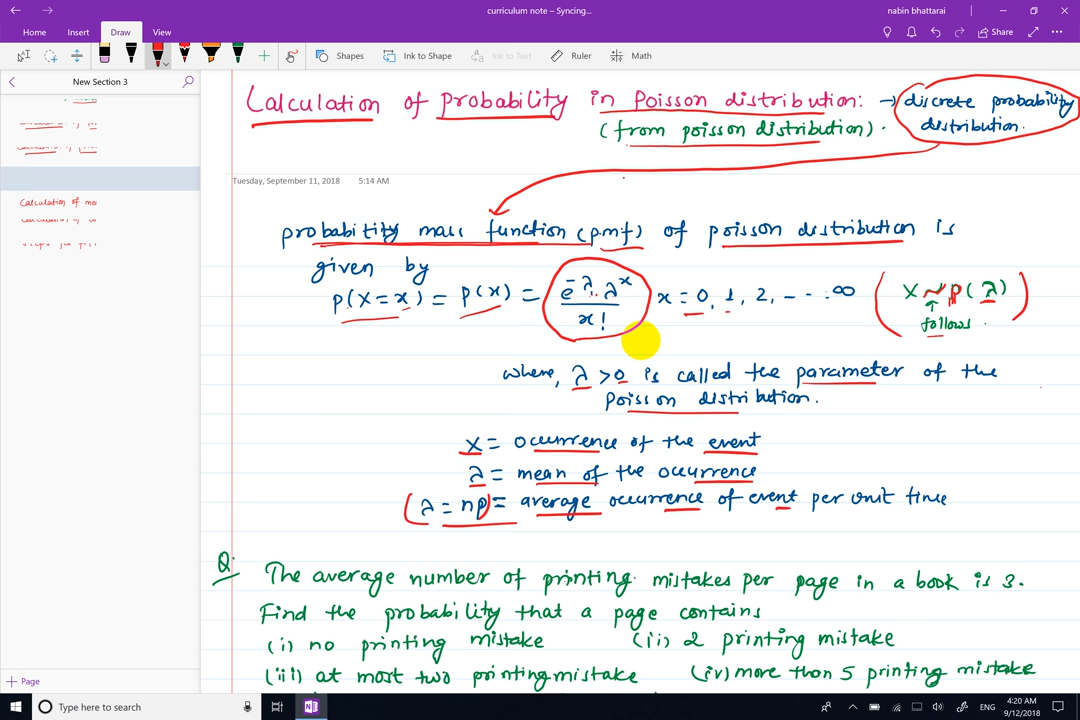 curriculum note - Syncing...
nabin bhattarai
Home Insert Draw View
Share
Shapes Ink to Shape Ink to Text Ruler Math
New Section 3
Calculation of probability in Poisson distribution: → discrete probability distribution.
(from poisson distribution).
Tuesday, September 11, 2018 5:14 AM
Calculation of me
probability mass function (p.m.f) of poisson distribution is
given by
P(X=x) = p(x) = e^-λ . λ^x / x! x = 0, 1, 2, - - .. ∞ (X ~ p(λ)
↑
follows.
where, λ >0 is called the parameter of the
Poisson distribution.
X = occurrence of the event
λ = mean of the occurrence
(λ = np) = average occurrence of event per unit time
Q. The average number of printing mistakes per page in a book is 3.
Find the probability that a page contains
(i) no printing mistake (ii) 2 printing mistake
(iii) at most two printing mistake (iv) more than 5 printing mistake
+ Page
Type here to search
ENG
4:20 AM
9/12/2018